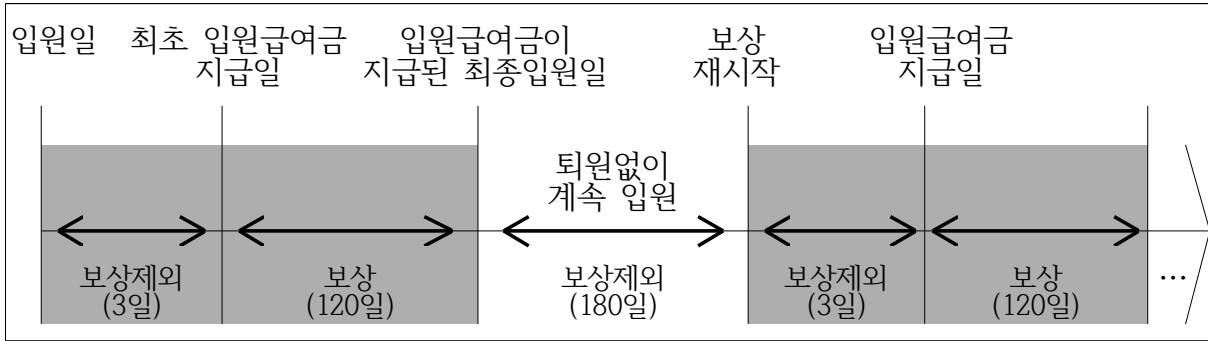 입원일
최초 입원급여금
지급일
입원급여금이
지급된 최종입원일
보상
재시작
입원급여금
지급일
퇴원없이
계속 입원
보상제외
(3일)
보상
(120일)
보상제외
(180일)
보상제외
(3일)
보상
(120일)
…